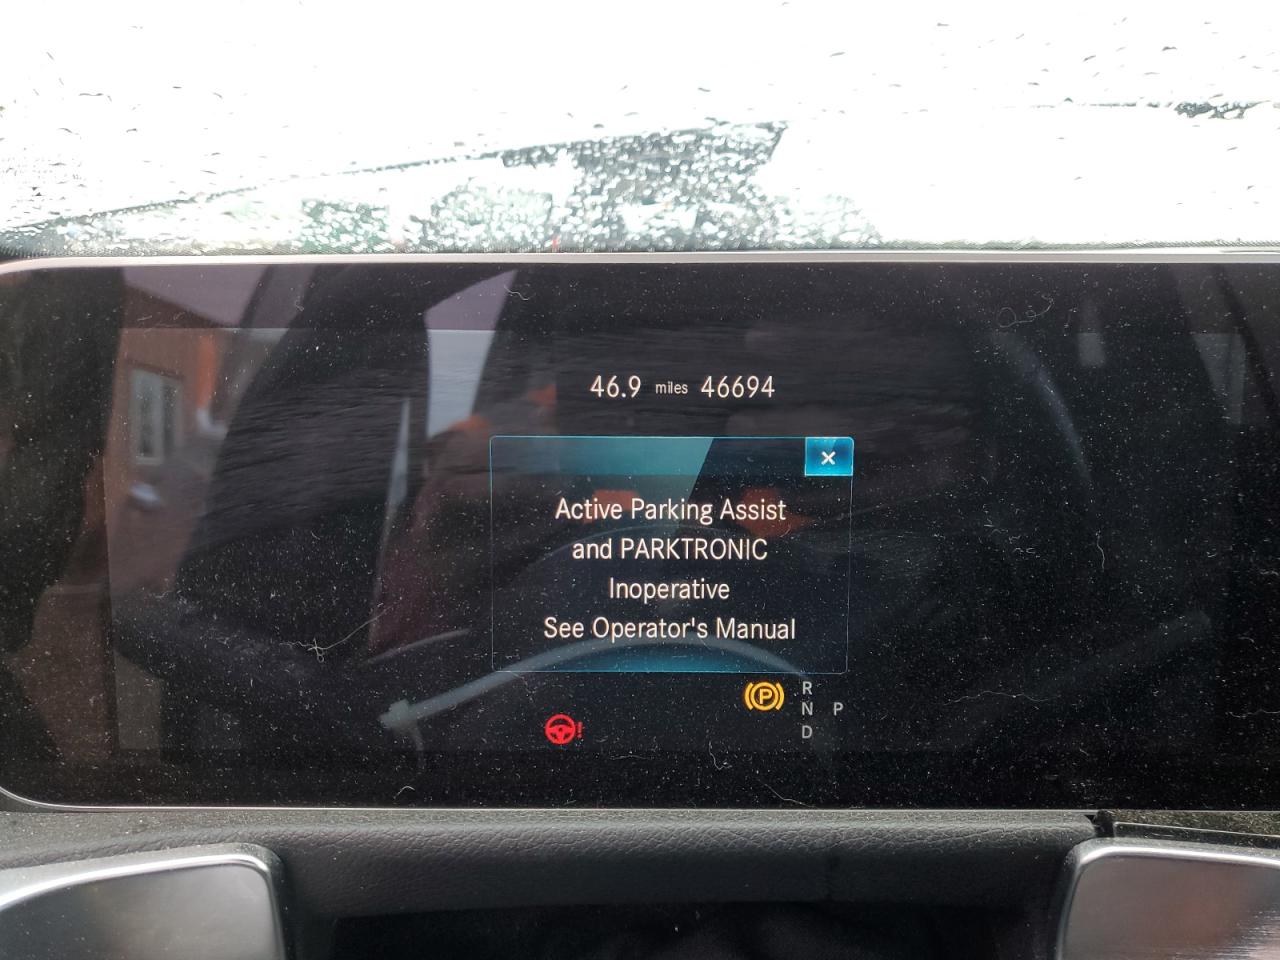 46.9 miles 46694
×
Active Parking Assist
and PARKTRONIC
Inoperative
See Operator's Manual
P R
N P
D
!